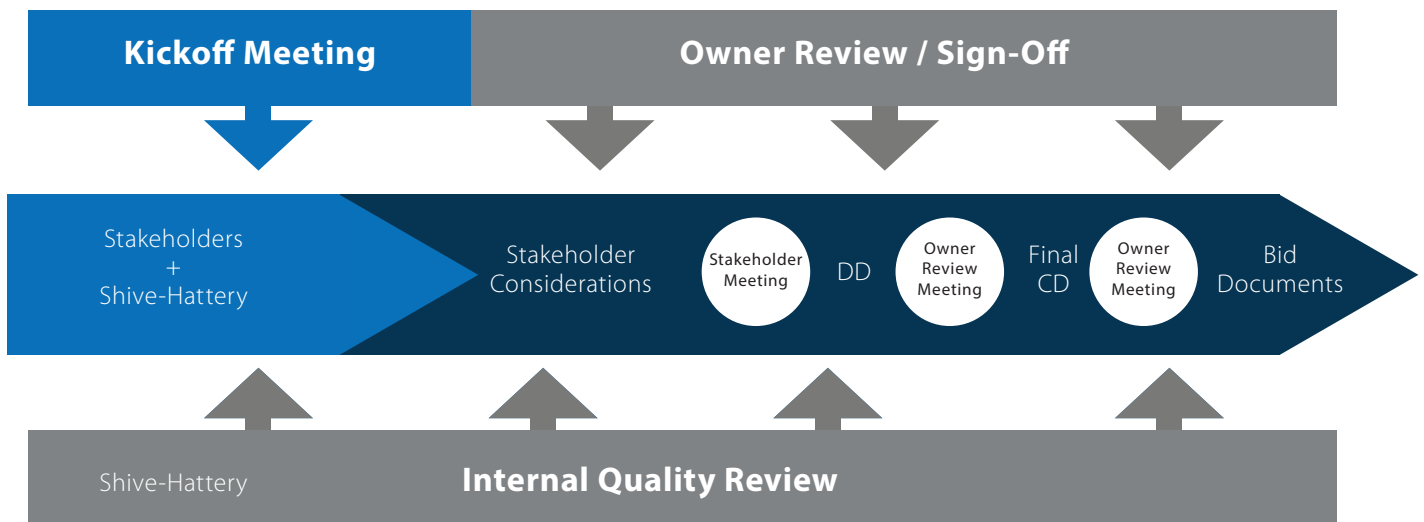 Kickoff Meeting
Owner Review / Sign-Off
Stakeholders
+
Shive-Hattery
Stakeholder
Considerations
Stakeholder
Meeting
DD
Owner
Review
Meeting
Final
CD
Owner
Review
Meeting
Bid
Documents
Shive-Hattery
Internal Quality Review